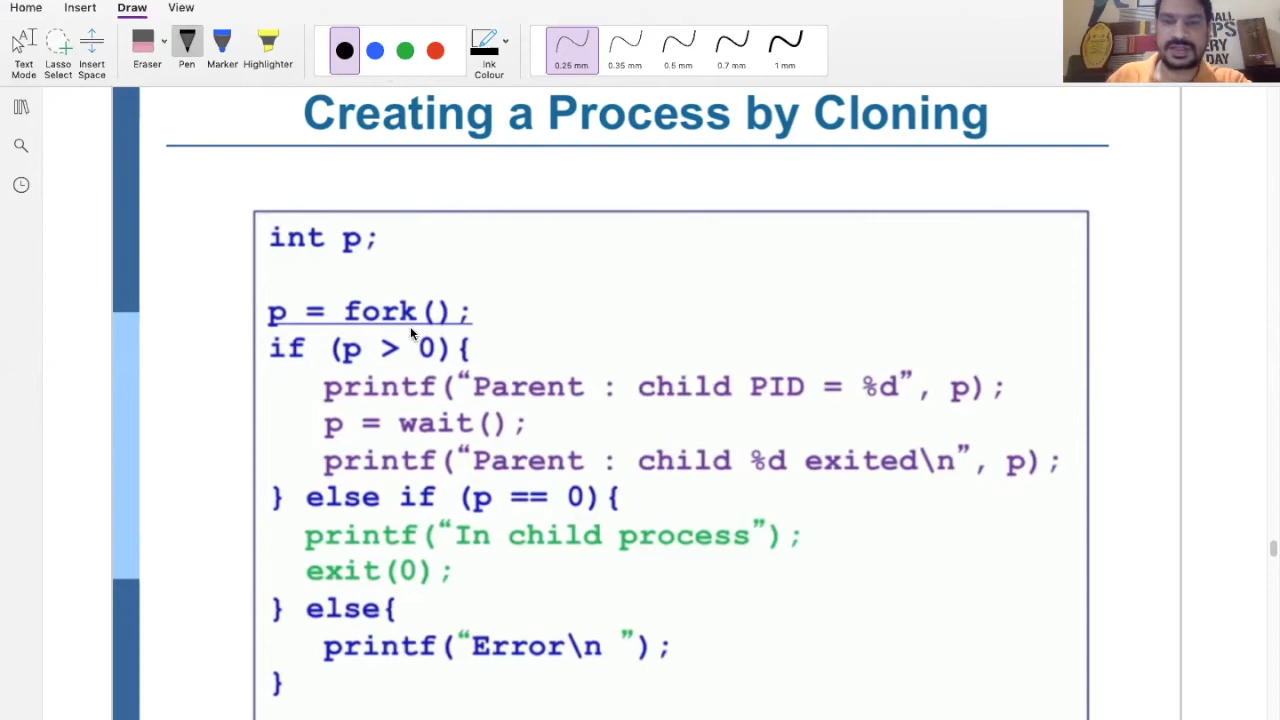 Home Insert Draw View
Text Mode
Lasso Select
Insert Space
Eraser
Pen
Marker
Highlighter
Ink Colour
0.25 mm
0.35 mm
0.5 mm
0.7 mm
1 mm
Creating a Process by Cloning
int p;
p = fork();
if (p > 0){
printf(“Parent : child PID = %d”, p);
p = wait();
printf(“Parent : child %d exited\n”, p);
} else if (p == 0){
printf(“In child process”);
exit(0);
} else{
printf(“Error\n ”);
}